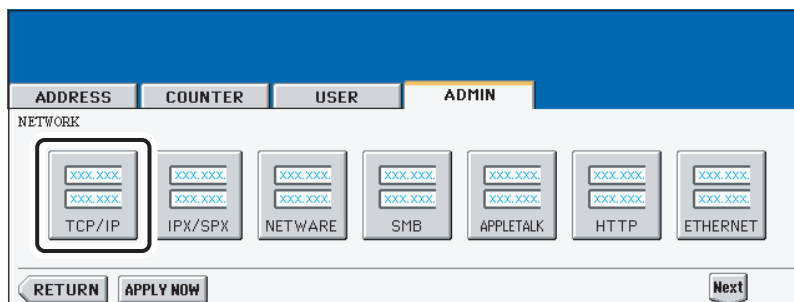 ADDRESS COUNTER USER ADMIN
NETWORK
xxx.xxx. xxx.xxx. xxx.xxx. xxx.xxx. xxx.xxx. xxx.xxx. xxx.xxx.
xxx.xxx. xxx.xxx. xxx.xxx. xxx.xxx. xxx.xxx. xxx.xxx. xxx.xxx.
TCP/IP IPX/SPX NETWARE SMB APPLETALK HTTP ETHERNET
RETURN APPLY NOW Next